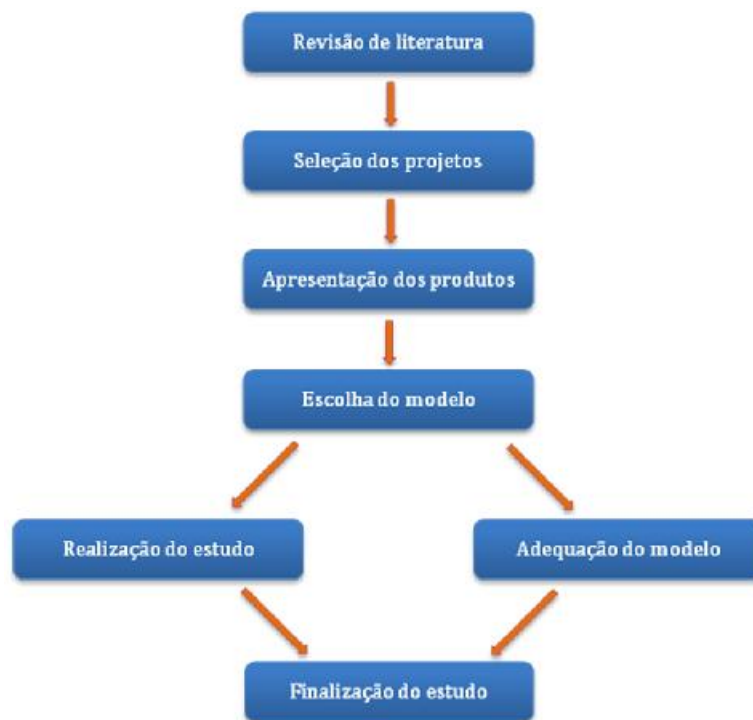 Revisão de literatura
Seleção dos projetos
Apresentação dos produtos
Escolha do modelo
Realização do estudo
Adequação do modelo
Finalização do estudo